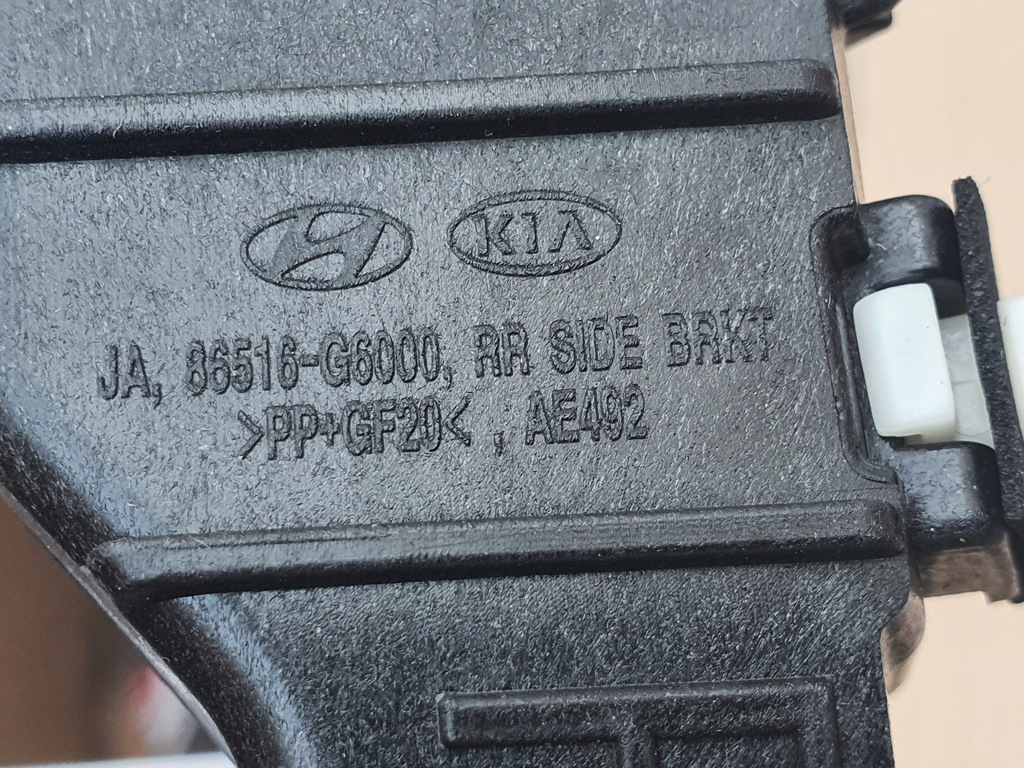 KIA
JA, 86516-G6000, RR SIDE BRKT
>PP+GF20< , AE492